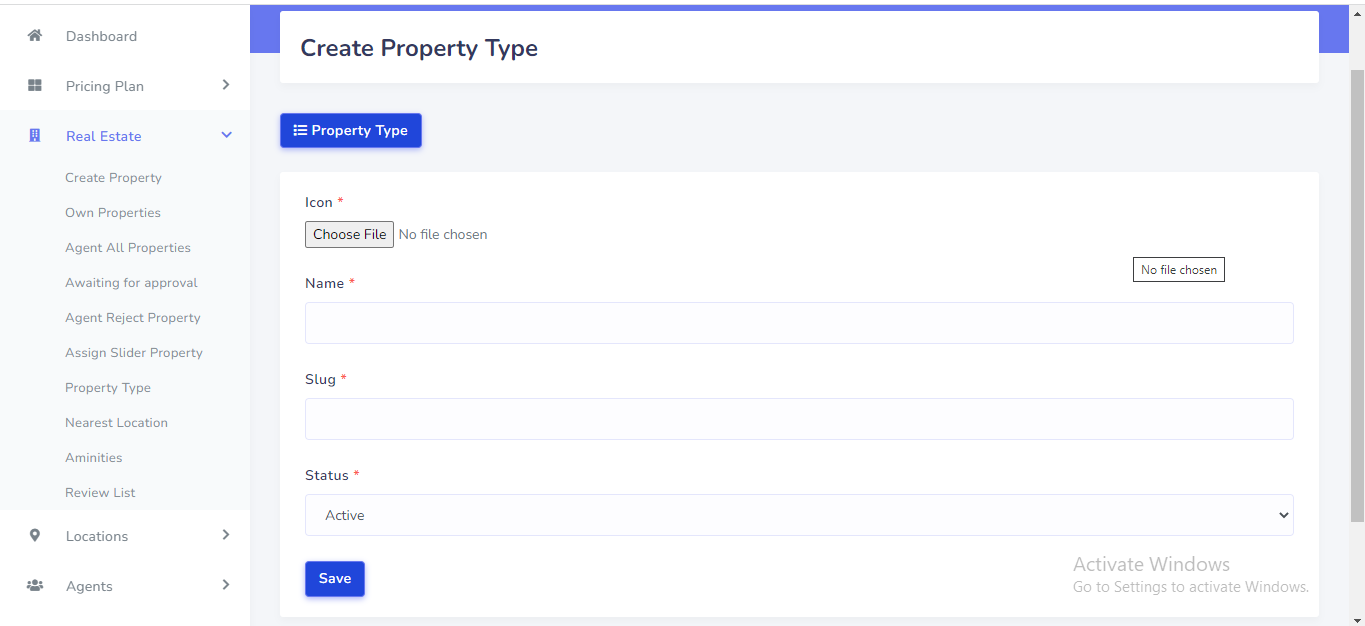 Dashboard
Pricing Plan
Real Estate
Create Property
Own Properties
Agent All Properties
Awaiting for approval
Agent Reject Property
Assign Slider Property
Property Type
Nearest Location
Aminities
Review List
Locations
Agents
Create Property Type
Property Type
Icon *
Choose File No file chosen
No file chosen
Name *
Slug *
Status *
Active
Save
Activate Windows
Go to Settings to activate Windows.